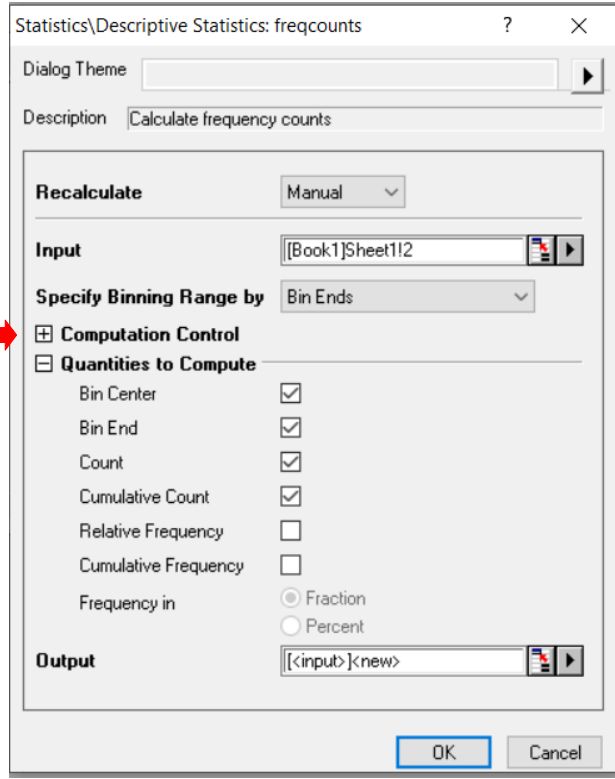 Statistics\Descriptive Statistics: freqcounts ? ×
Dialog Theme
Description Calculate frequency counts
Recalculate Manual
Input [Book1]Sheet1!2
Specify Binning Range by Bin Ends
Computation Control
Quantities to Compute
Bin Center
Bin End
Count
Cumulative Count
Relative Frequency
Cumulative Frequency
Frequency in Fraction
Percent
Output [<input>]<new>
OK Cancel